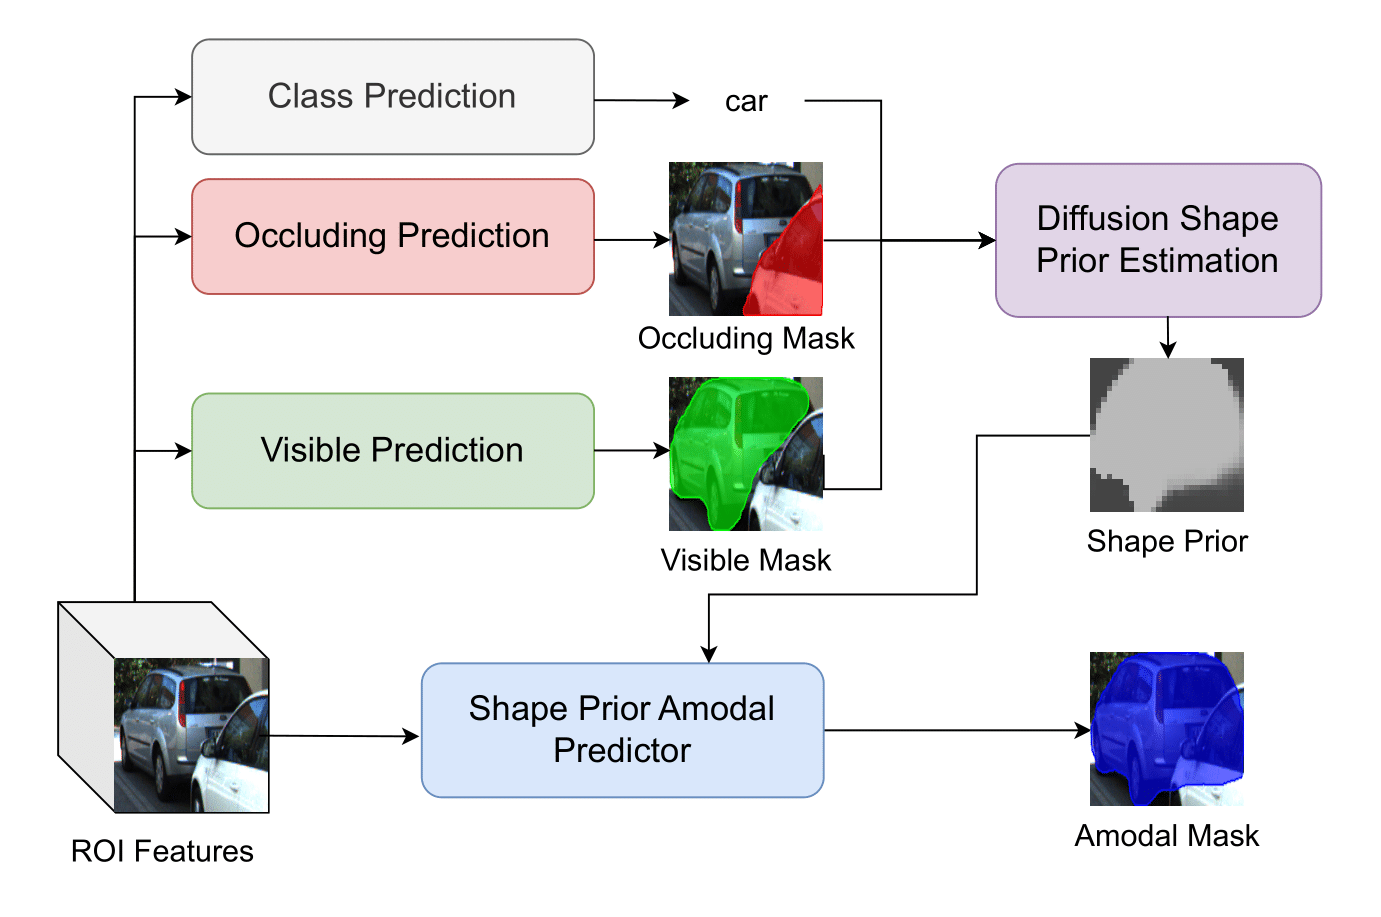 Class Prediction
car
Occluding Prediction
Diffusion Shape
Prior Estimation
Occluding Mask
Visible Prediction
Visible Mask
Shape Prior
Shape Prior Amodal
Predictor
ROI Features
Amodal Mask